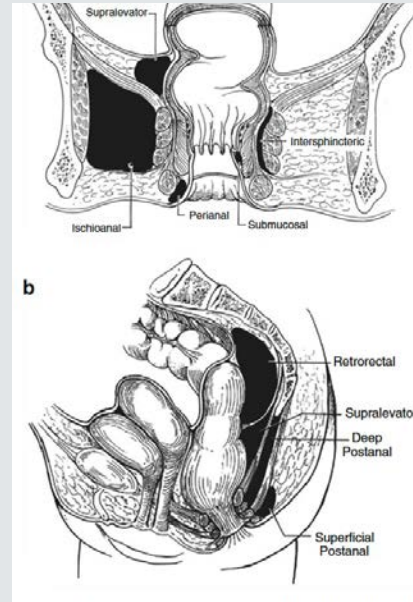 Supralevator
Intersphincteric
Ischioanal
Perianal
Submucosal
b
Retrorectal
Supralevato
Deep
Postanal
Superficial
Postanal